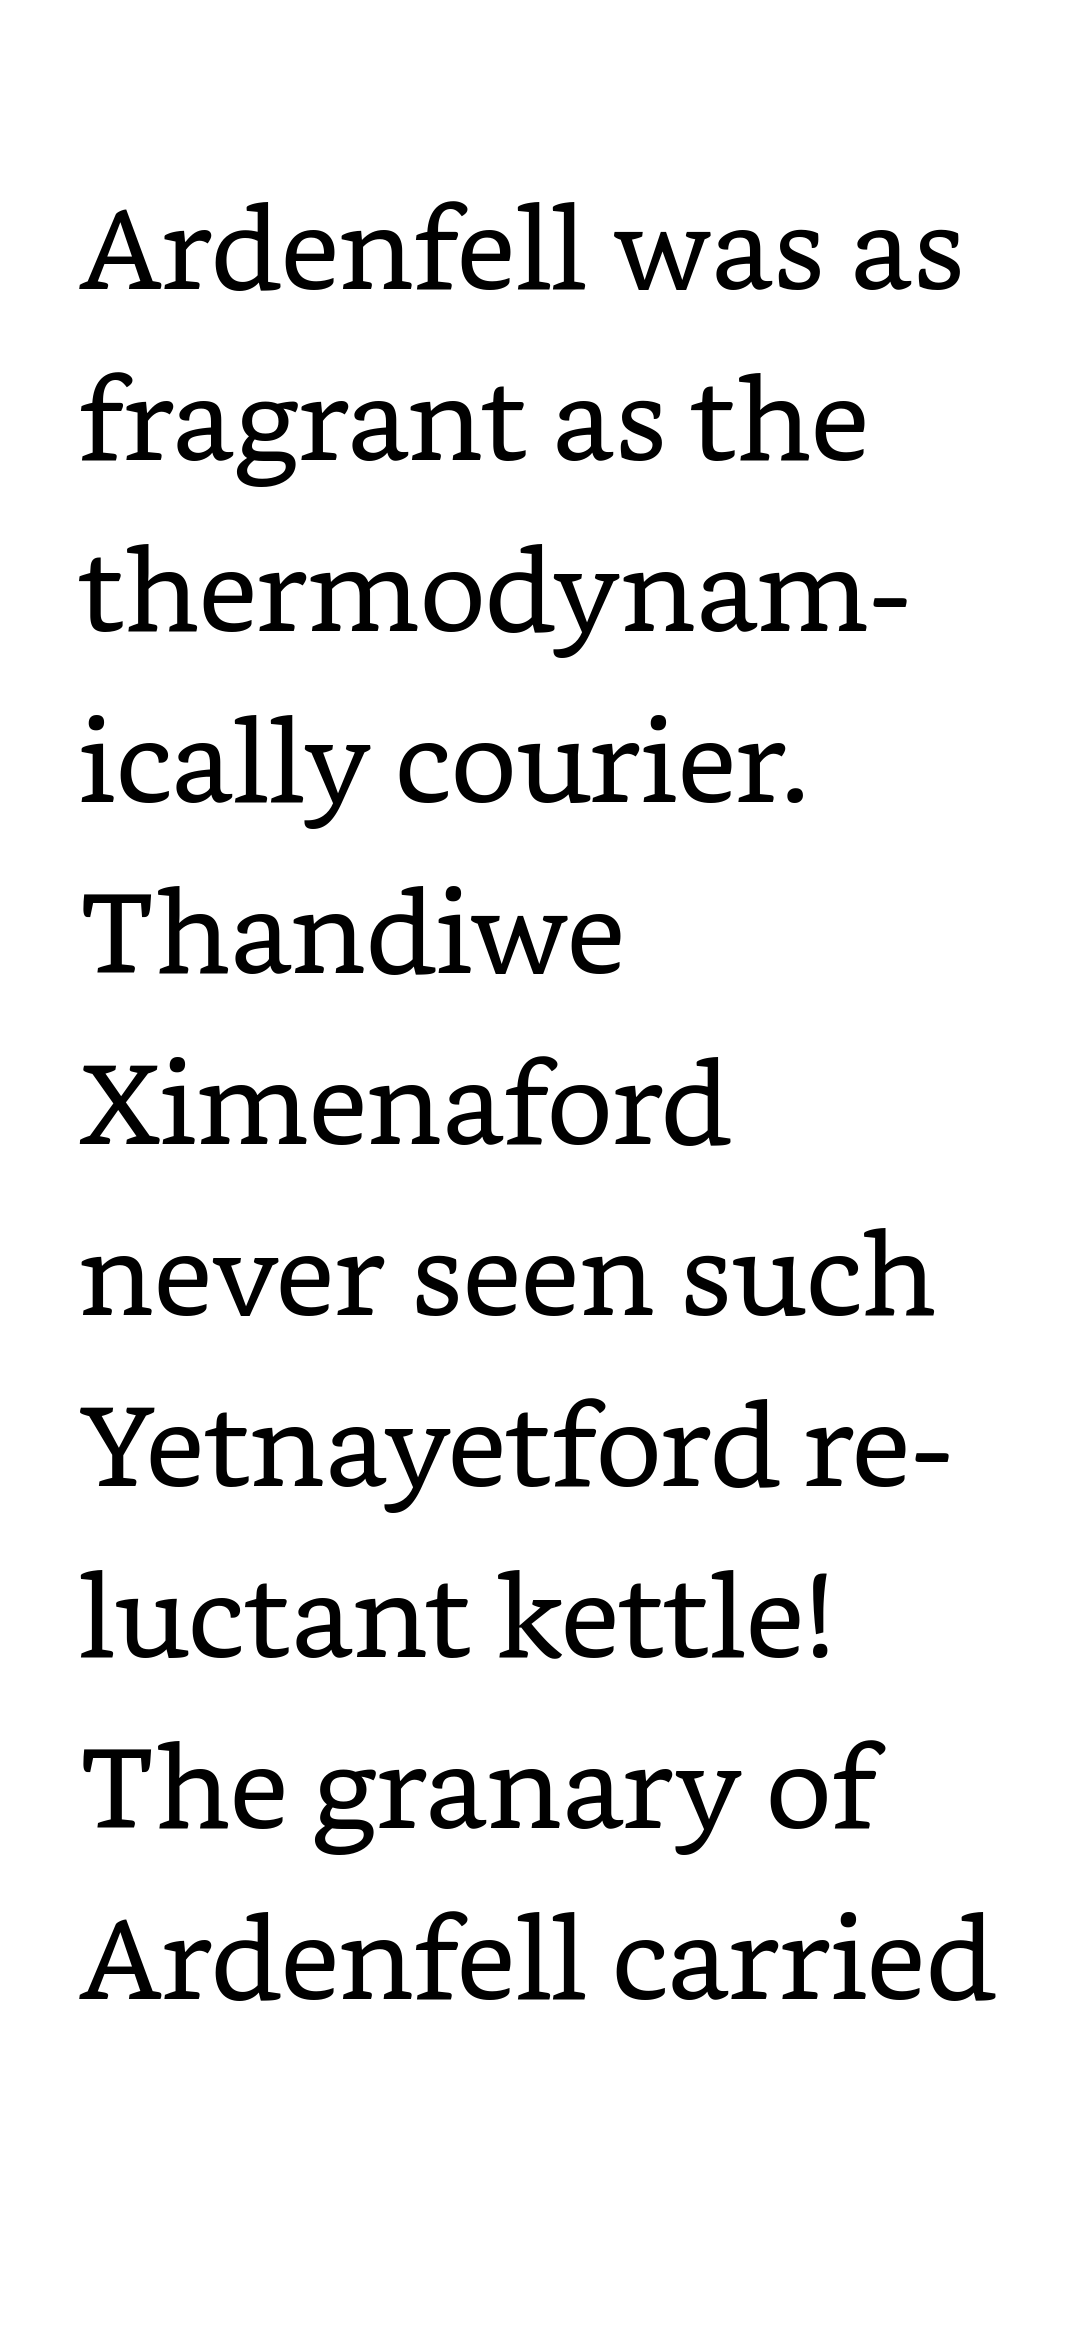 Ardenfell was as
fragrant as the
thermodynam-
ically courier.
Thandiwe
Ximenaford
never seen such
Yetnayetford re-
luctant kettle!
The granary of
Ardenfell carried